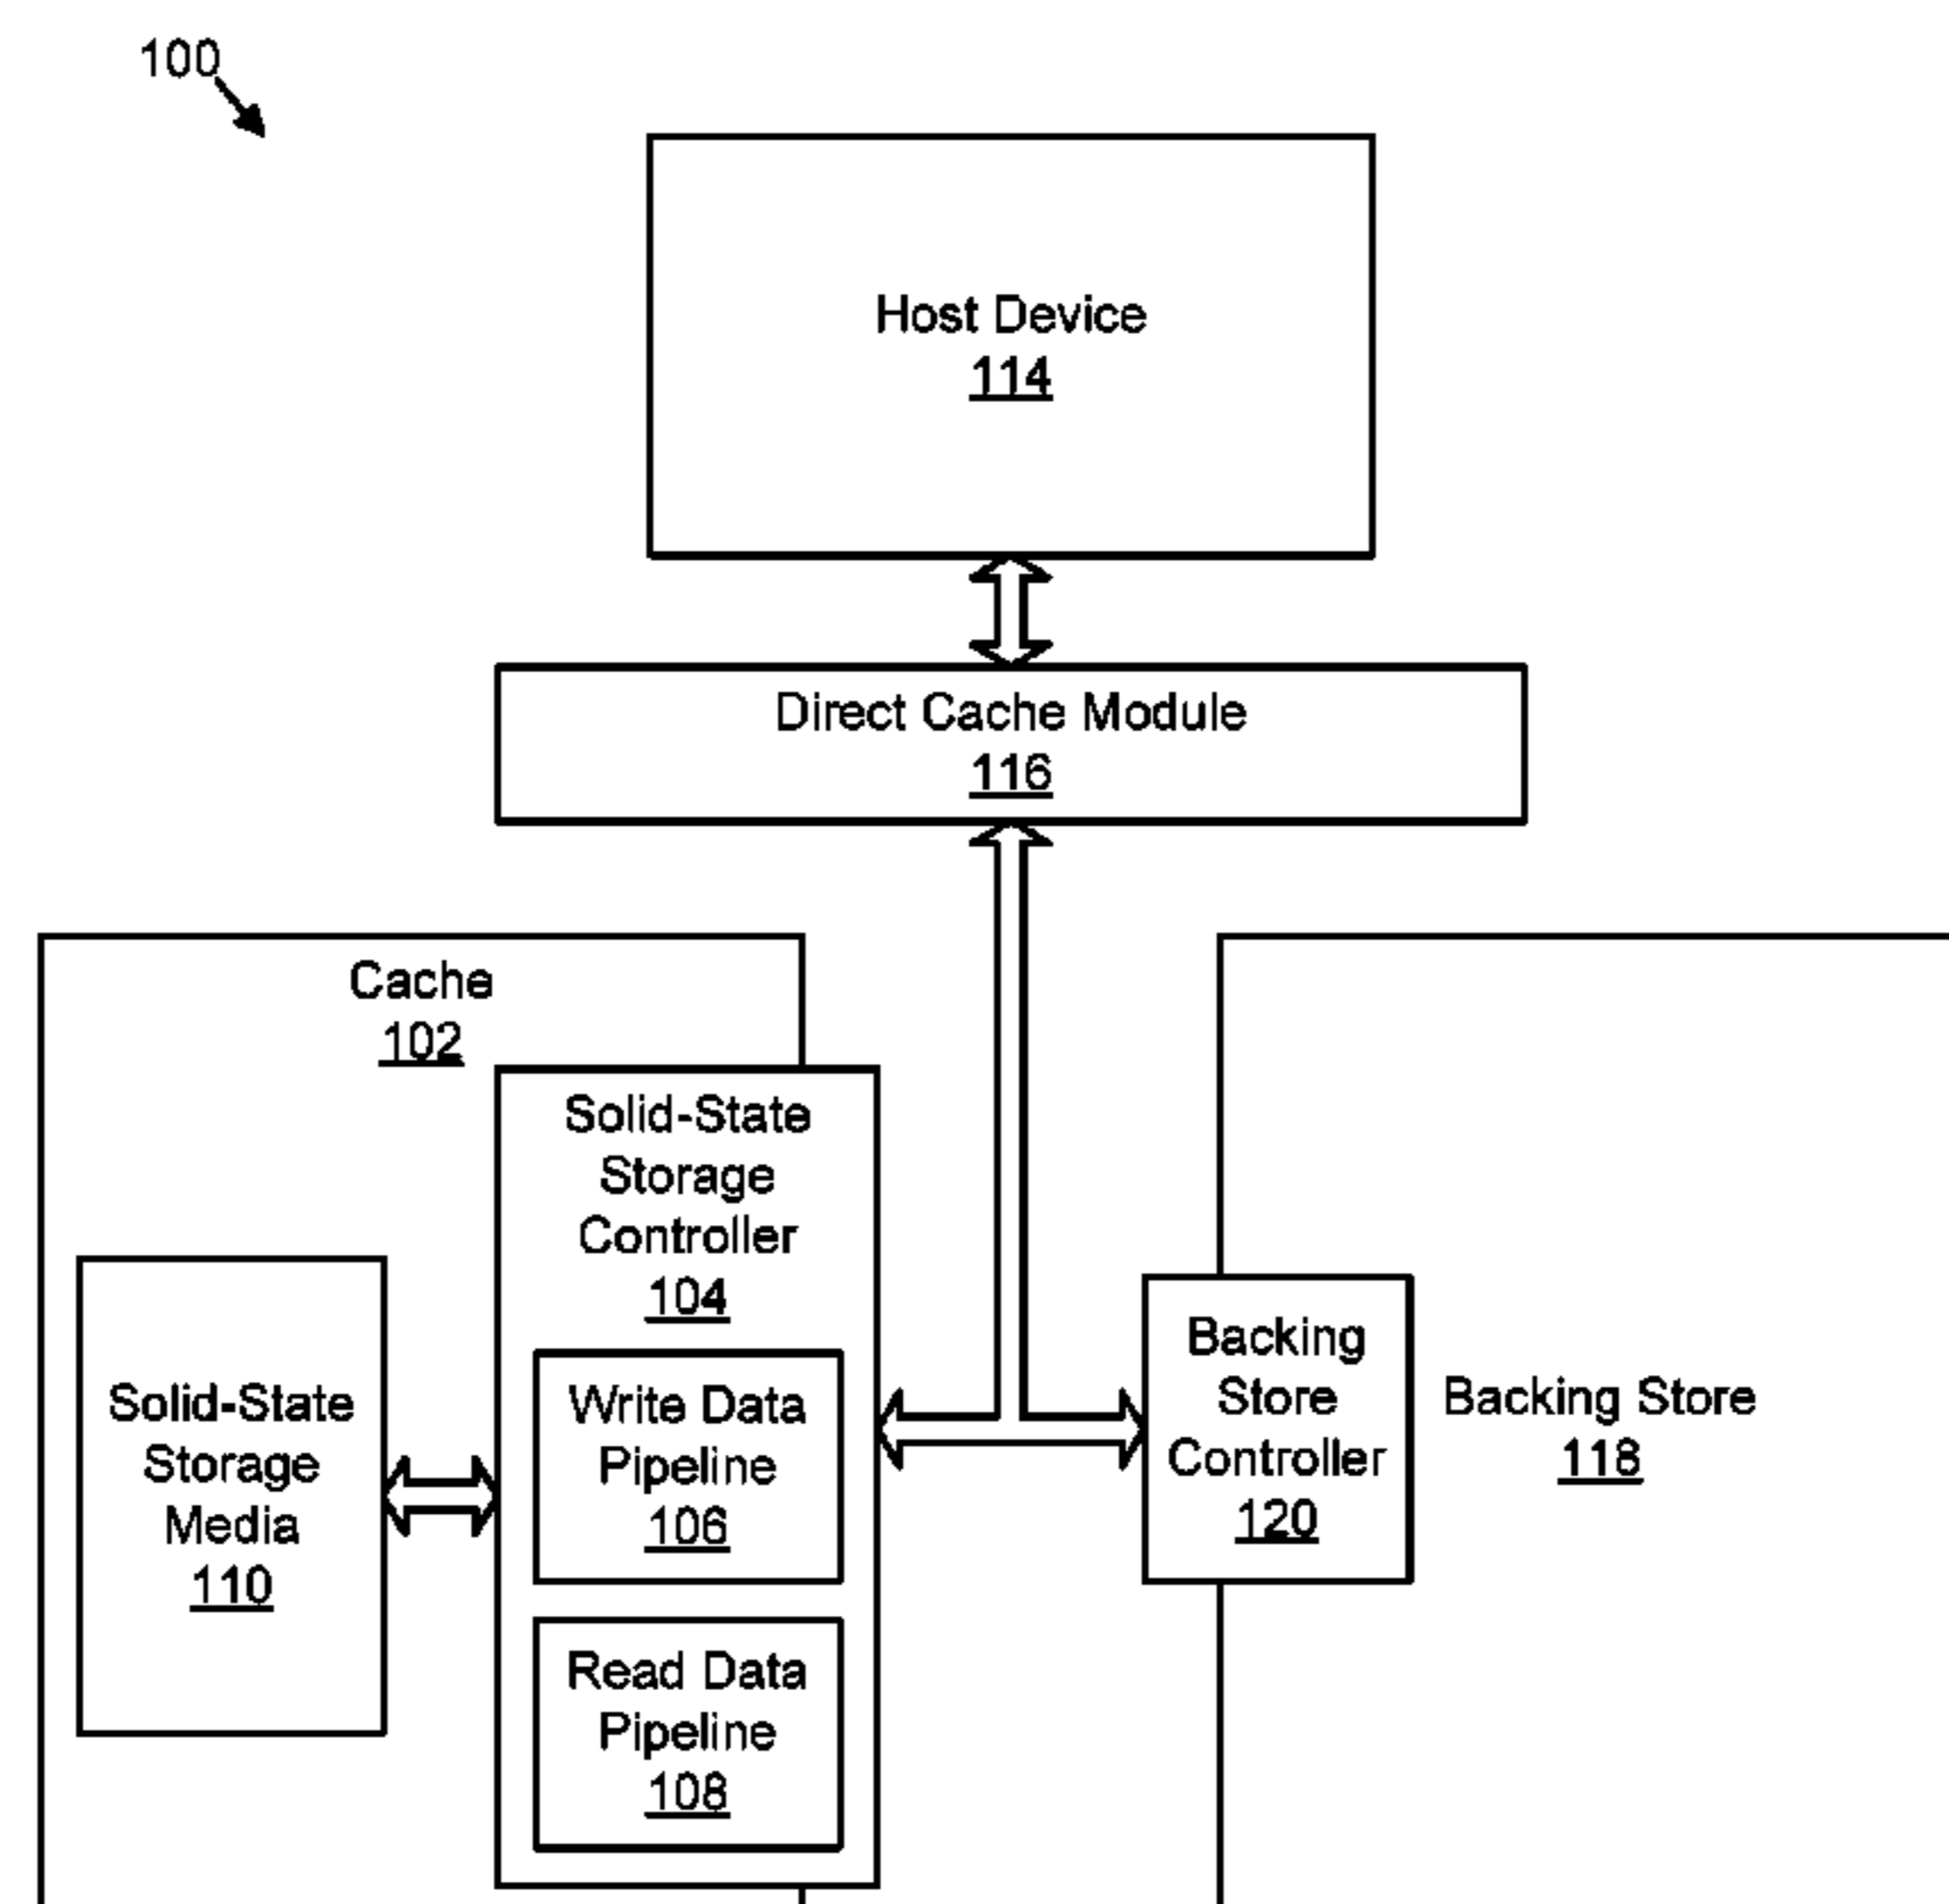 100
Host Device
114
Direct Cache Module
116
Cache
102
Solid-State
Storage
Controller
104
Solid-State
Storage
Media
110
Write Data
Pipeline
106
Read Data
Pipeline
108
Backing
Store
Controller
120
Backing Store
118